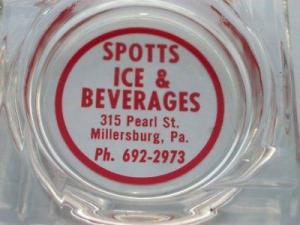 SPOTTS
ICE &
BEVERAGES
315 Pearl St.
Millersburg, Pa.
Ph. 692-2973